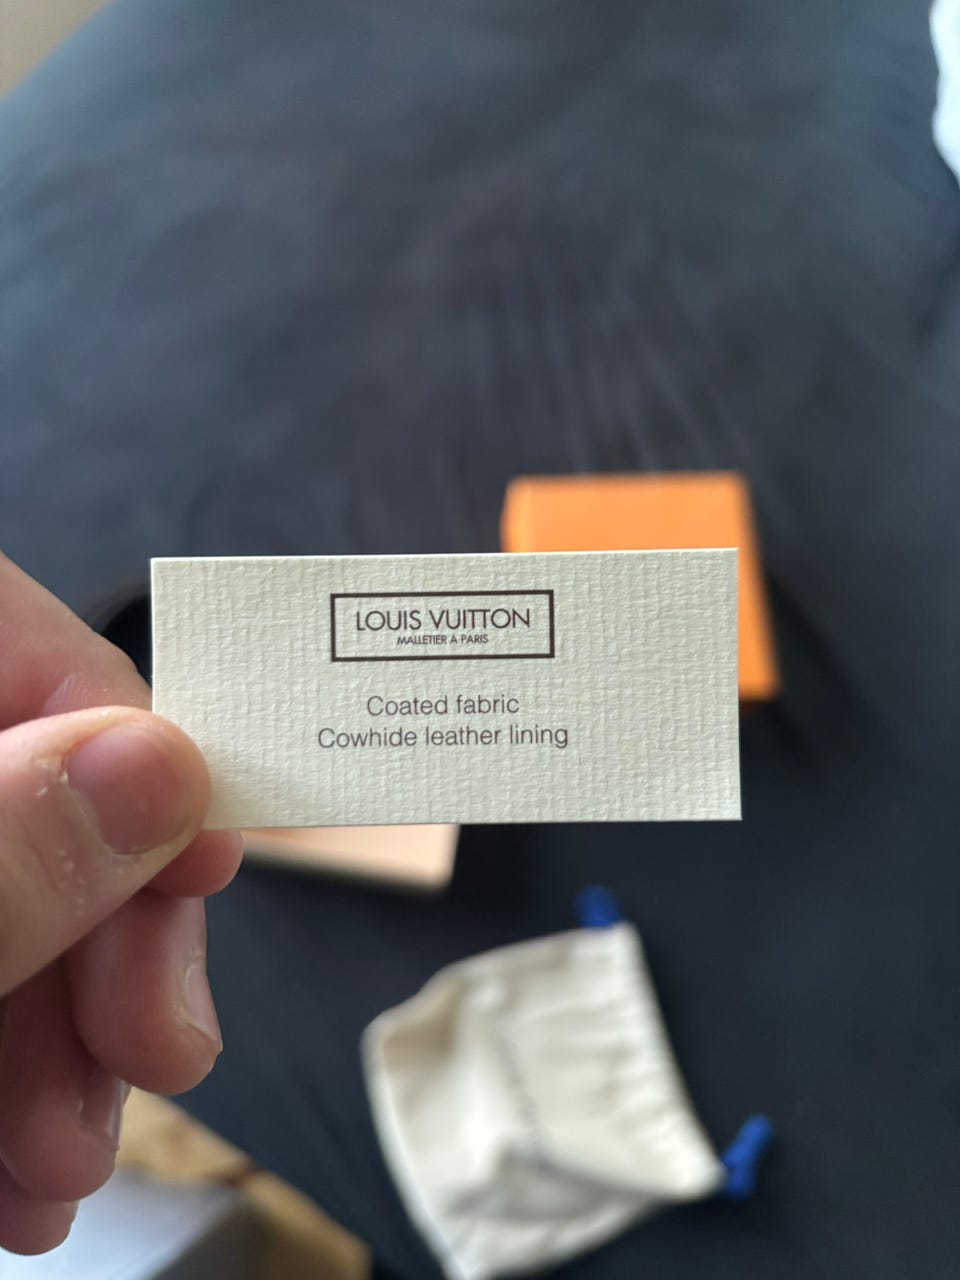 LOUIS VUITTON
MALLETIER A PARIS
Coated fabric
Cowhide leather lining